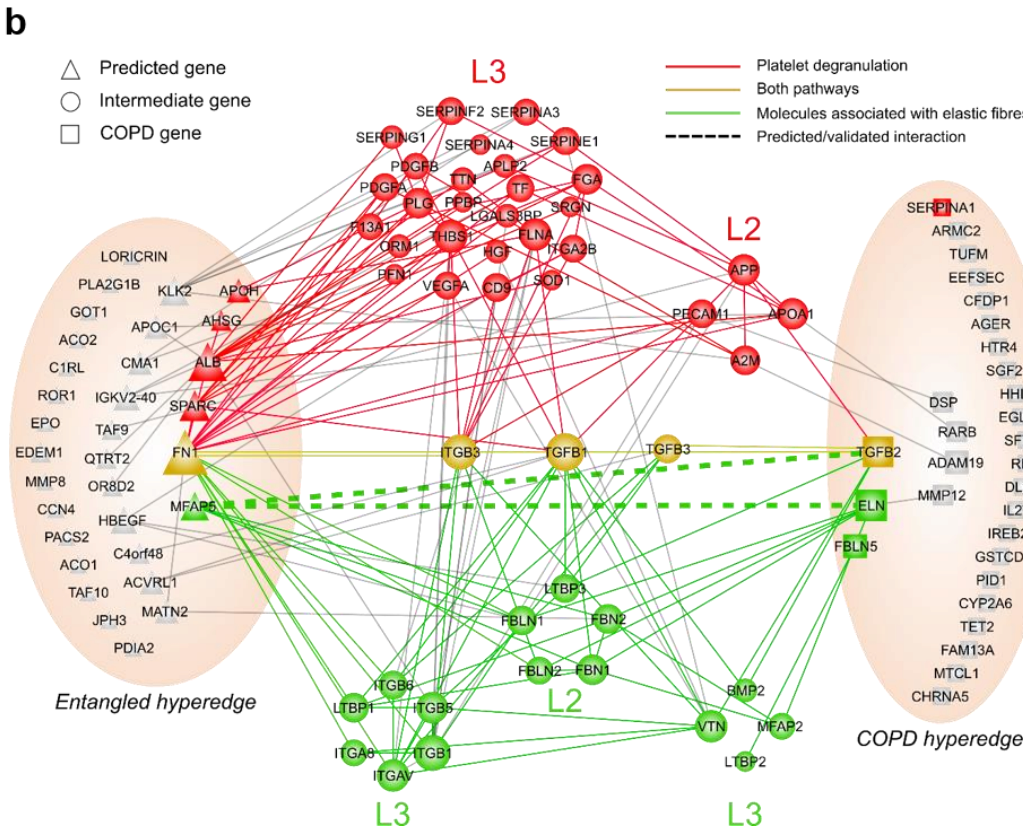 b
Predicted gene
Intermediate gene
COPD gene
L3
Platelet degranulation
Both pathways
Molecules associated with elastic fibres
Predicted/validated interaction
SERPINF2
SERPINA3
SERPING1
SERPINA4
SERPINE1
PDGFB
APLP2
PDGFA
TTN
TF
FGA
PLG
PPBP
LGALS3BP
SRGN
F13A1
THBS1
FLNA
ORM1
HGF
ITGA2B
PFN1
VEGFA
CD9
SOD1
L2
APP
PECAM1
APOA1
A2M
LORICRIN
PLA2G1B
KLK2
APOH
GOT1
APOC1
AHSG
ACO2
CMA1
ALB
C1RL
ROR1
IGKV2-40
SPARC
EPO
TAF9
EDEM1
QTRT2
FN1
MMP8
OR8D2
MFAP5
CCN4
HBEGF
PACS2
C4orf48
ACO1
ACVRL1
TAF10
MATN2
JPH3
PDIA2
Entangled hyperedge
ITGB3
TGFB1
TGFB3
TGFB2
ELN
FBLN5
SERPINA1
ARMC2
TUFM
EEFSEC
CFDP1
AGER
HTR4
SGF2
HHI
DSP
EGL
RARB
SF
ADAM19
MMP12
DL
IL2
IREB2
GSTCD
PID1
CYP2A6
TET2
FAM13A
MTCL1
CHRNA5
COPD hyperedge
LTBP3
FBLN1
FBN2
FBLN2
FBN1
L2
ITGB6
LTBP1
ITGB5
ITGA8
ITGB1
ITGAV
L3
BMP2
VTN
MFAP2
LTBP2
L3